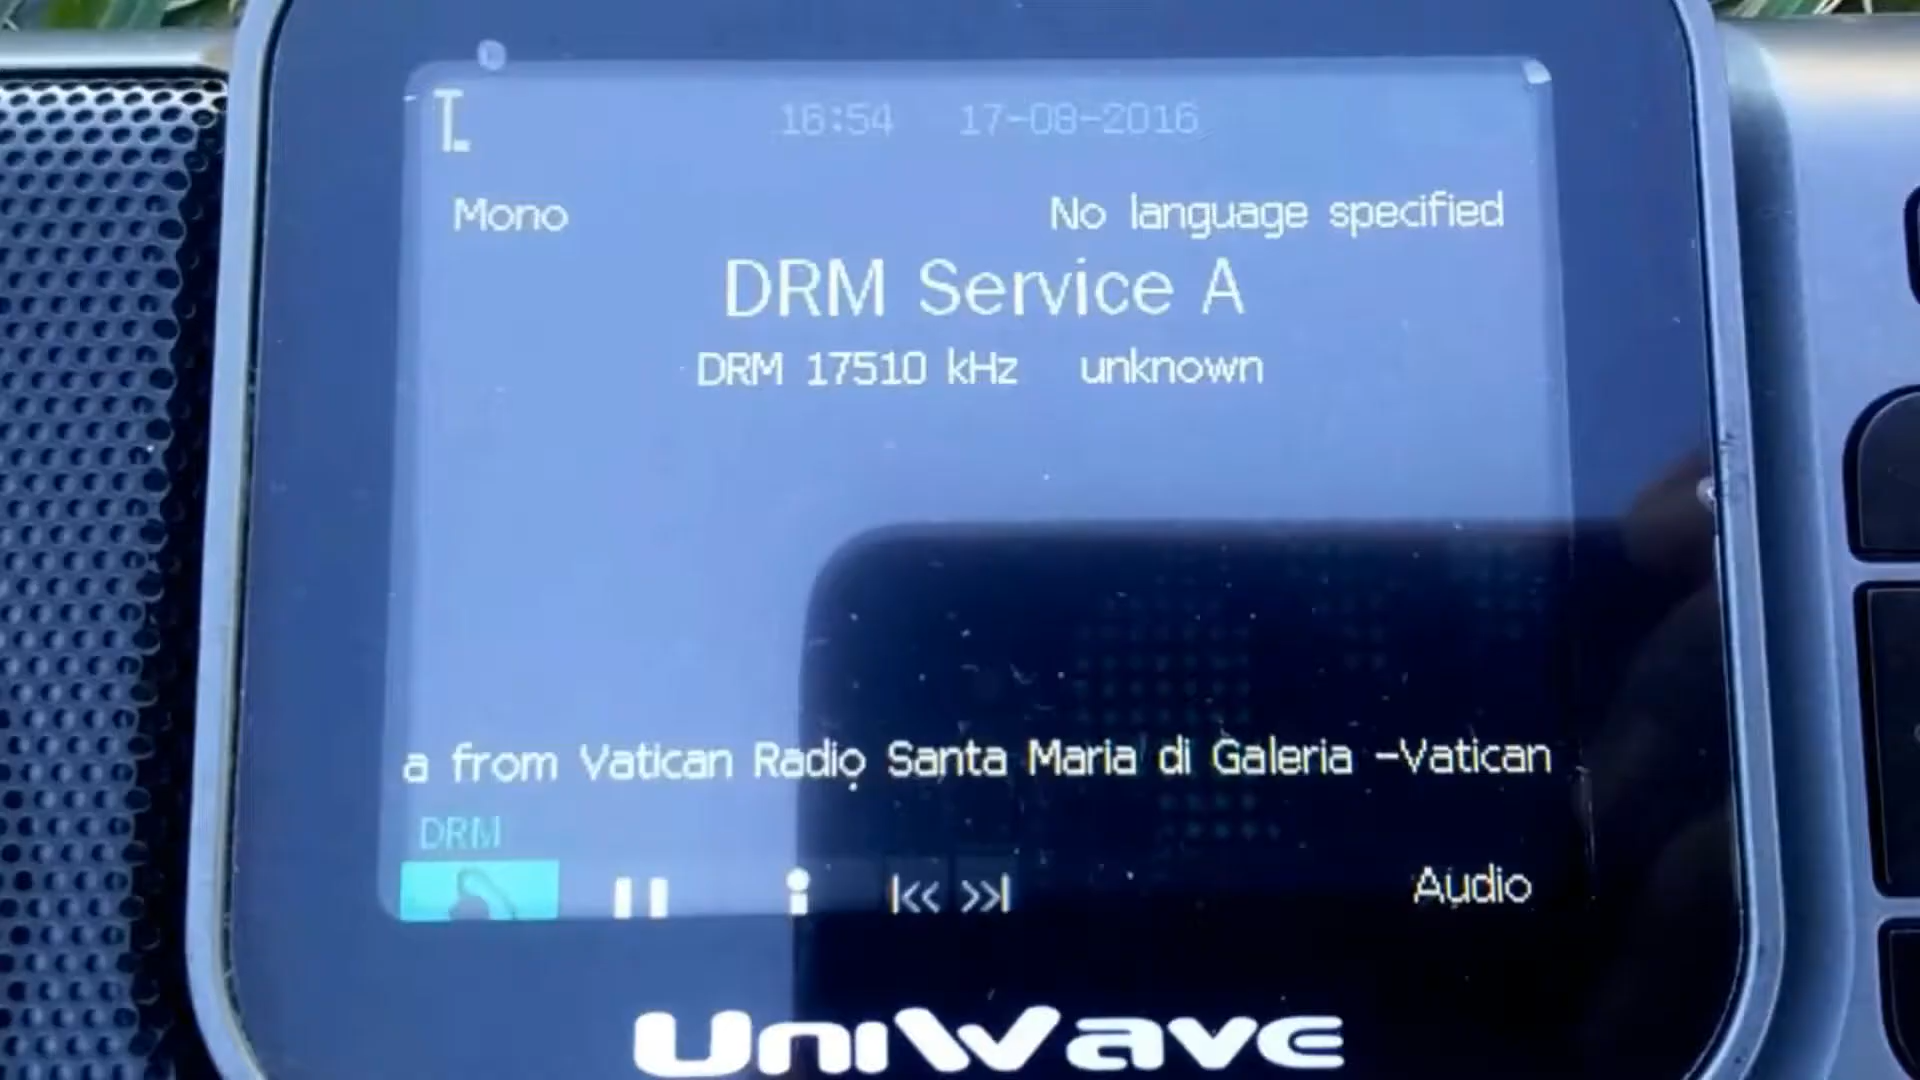 16:54 17-08-2016
Mono No language specified
DRM Service A
DRM 17510 kHz unknown
a from Vatican Radio Santa Maria di Galeria -Vatican
DRM
Audio
UniWave